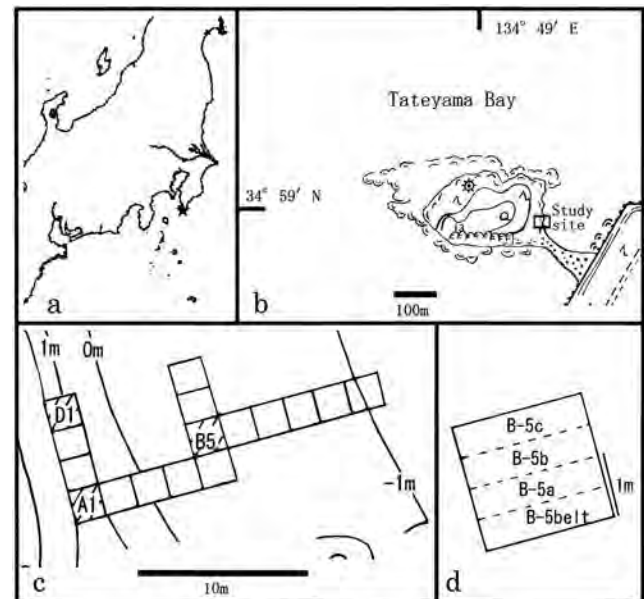 134° 49′ E
Tateyama Bay
34° 59′ N
Study
site
100m
a
b
1m
0m
D1
B5
A1
-1m
10m
c
B-5c
B-5b
B-5a
B-5belt
1m
d